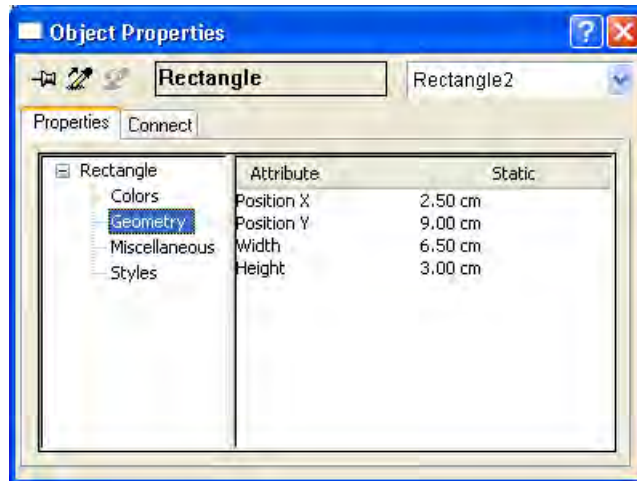 Object Properties
Rectangle Rectangle2
Properties Connect
Rectangle
Colors
Geometry
Miscellaneous
Styles
Attribute Static
Position X 2.50 cm
Position Y 9.00 cm
Width 6.50 cm
Height 3.00 cm